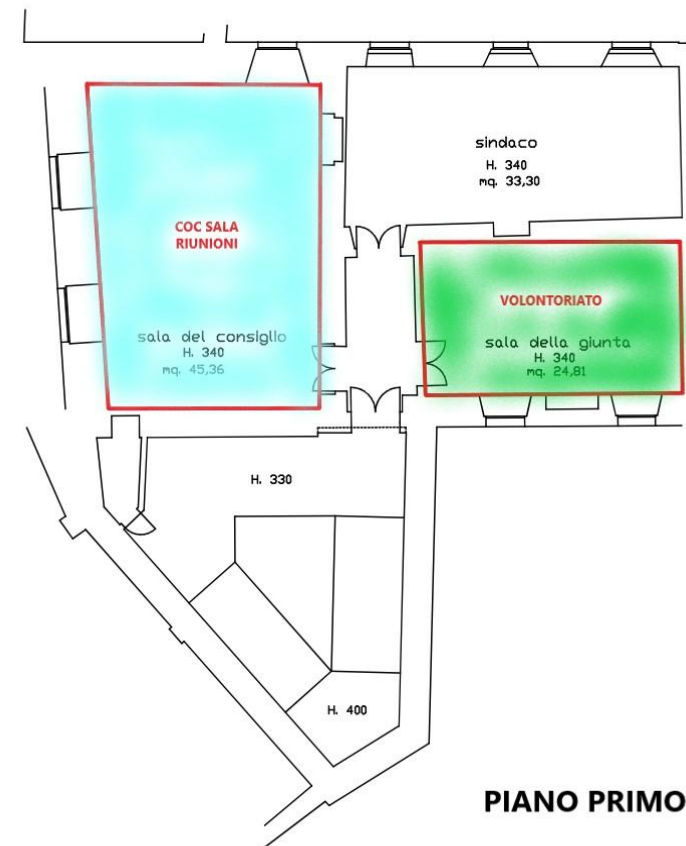 sindaco
H. 340
mq. 33,30
COC SALA
RIUNIONI
sala del consiglio
H. 340
mq. 45,36
VOLONTORIATO
sala della giunta
H. 340
mq. 24,81
H. 330
H. 400
PIANO PRIMO